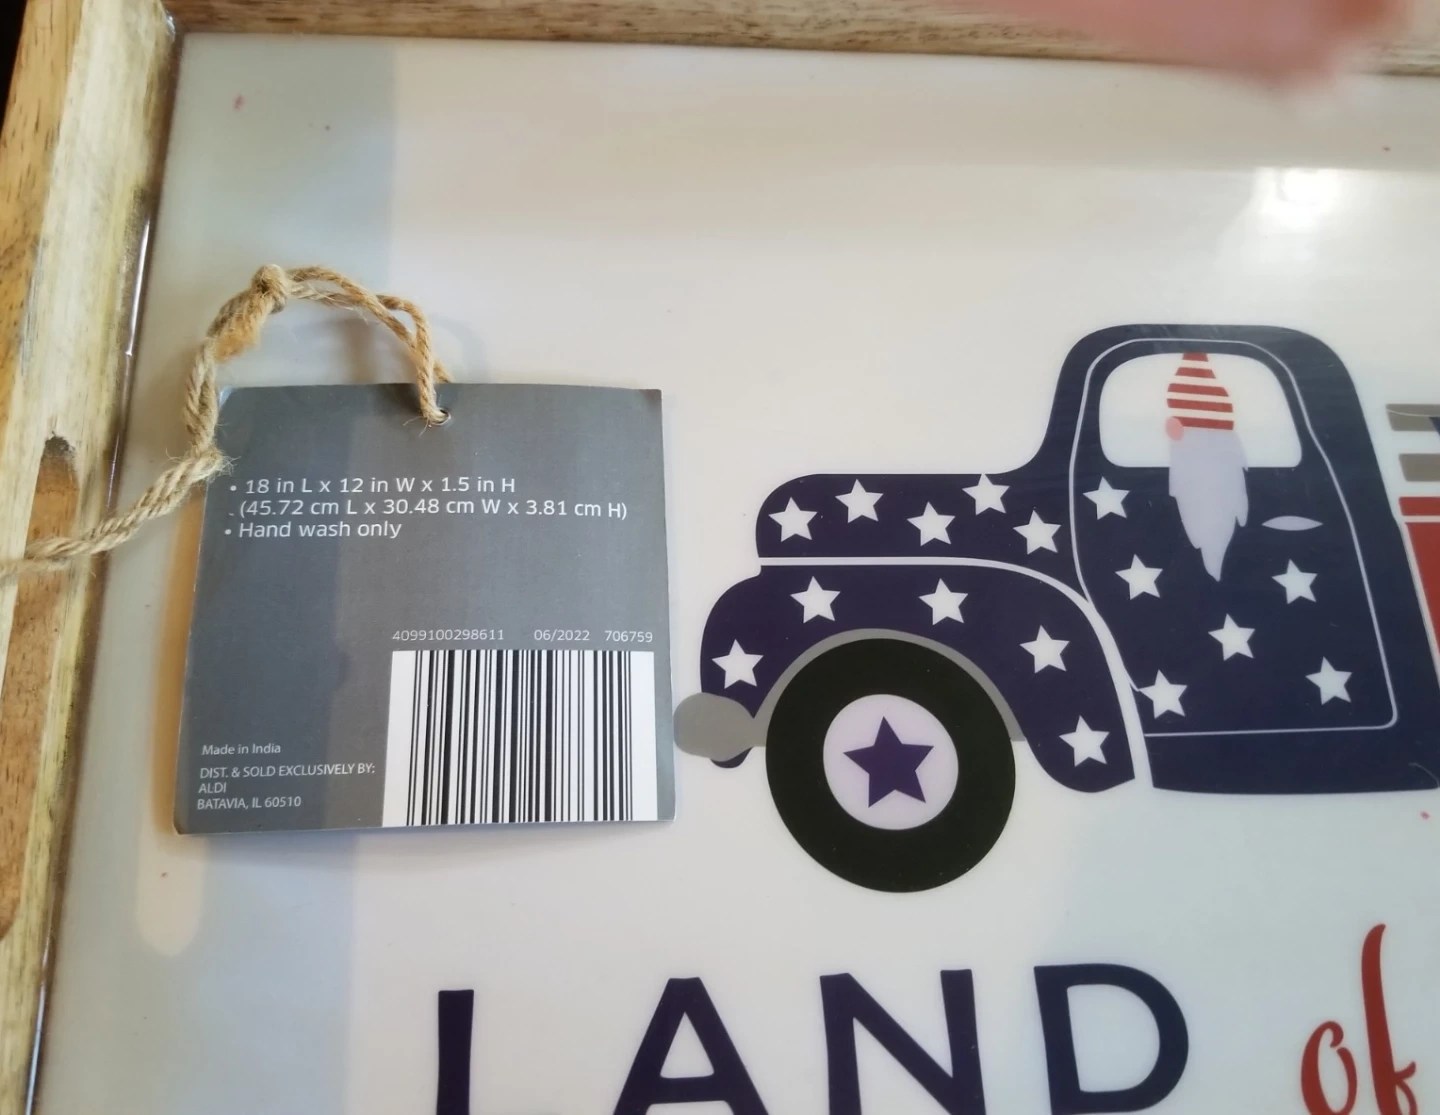 • 18 in L x 12 in W x 1.5 in H
(45.72 cm L x 30.48 cm W x 3.81 cm H)
• Hand wash only
4099100298611 06/2022 706759
Made in India
DIST. & SOLD EXCLUSIVELY BY:
ALDI
BATAVIA, IL 60510
LAND of